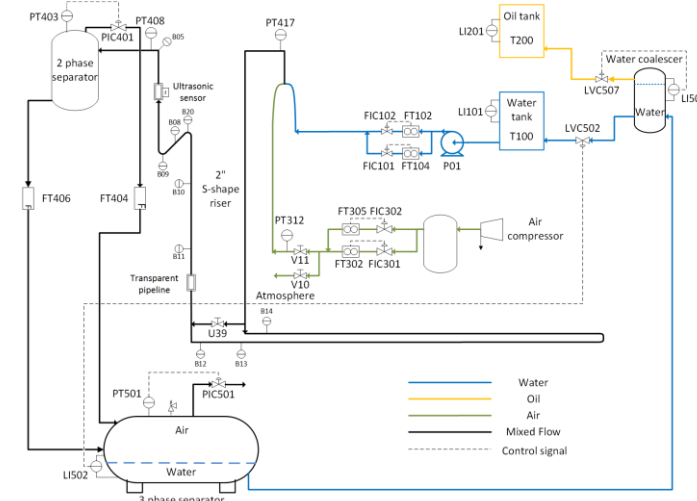 PT403
PT408
PIC401
B05
2 phase
separator
Ultrasonic
sensor
B20
B08
B09
B10
B11
2"
S-shape
riser
FT406
FT404
Transparent
pipeline
U39
B12
B13
B14
PT417
Oil tank
T200
LI201
Water coalescer
LVC507
Water
LI50
Water
tank
T100
LI101
LVC502
FIC102
FT102
FIC101
FT104
P01
PT312
FT305
FIC302
V11
FT302
FIC301
V10
Atmosphere
Air
compressor
PT501
PIC501
Air
Water
LI502
3 phase separator
Water
Oil
Air
Mixed Flow
Control signal